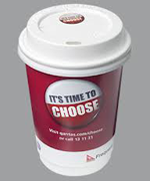 IT'S TIME TO
CHOOSE
Visit qantas.com/choose
or call 13 11 31